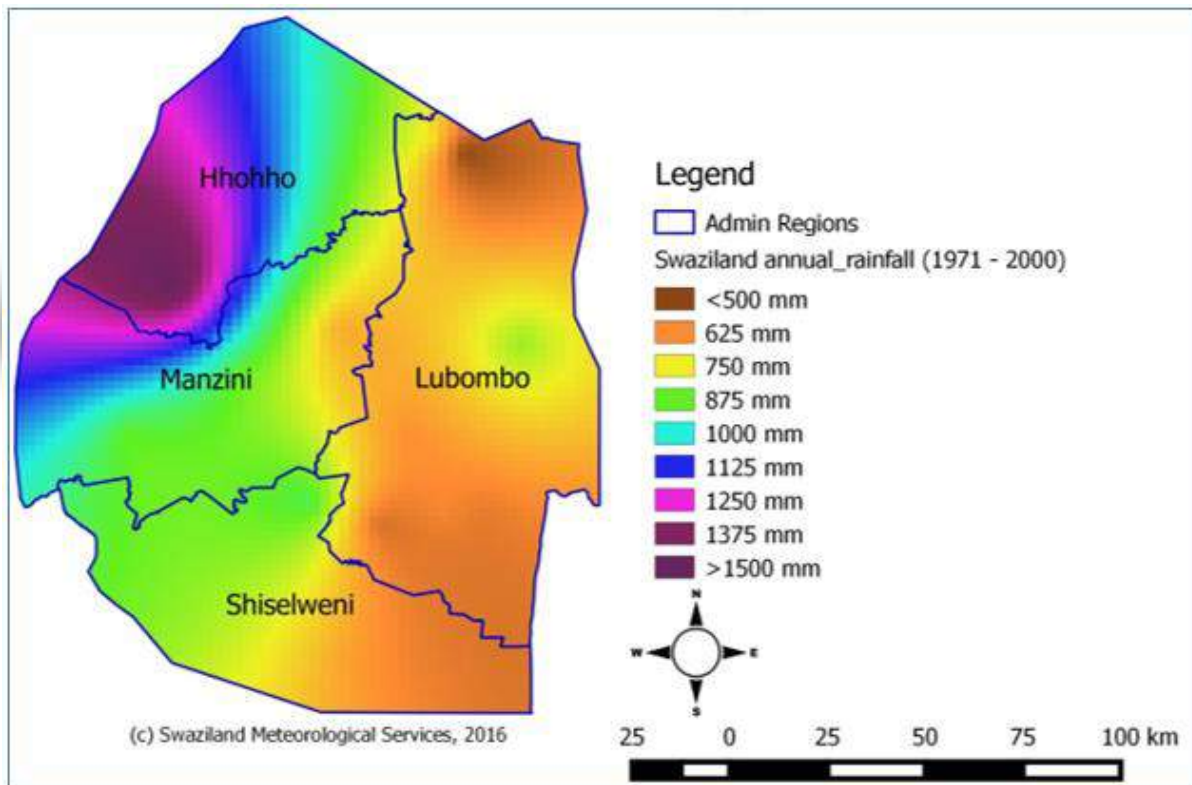 Hhohho
Manzini
Lubombo
Shiselweni
(c) Swaziland Meteorological Services, 2016
Legend
Admin Regions
Swaziland annual_rainfall (1971 - 2000)
<500 mm
625 mm
750 mm
875 mm
1000 mm
1125 mm
1250 mm
1375 mm
>1500 mm
N
W E
S
25 0 25 50 75 100 km